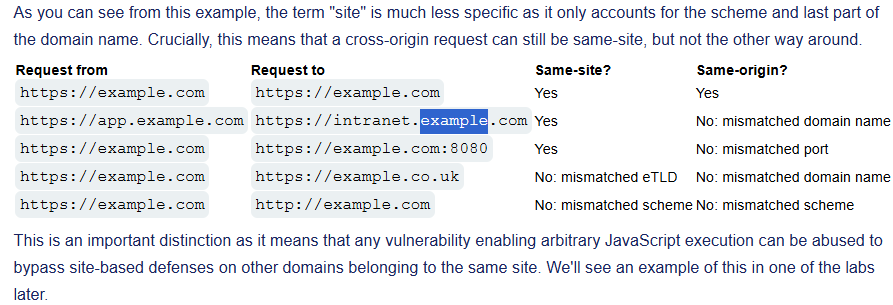 As you can see from this example, the term "site" is much less specific as it only accounts for the scheme and last part of
the domain name. Crucially, this means that a cross-origin request can still be same-site, but not the other way around.
Request from Request to Same-site? Same-origin?
https://example.com https://example.com Yes Yes
https://app.example.com https://intranet.example.com Yes No: mismatched domain name
https://example.com https://example.com:8080 Yes No: mismatched port
https://example.com https://example.co.uk No: mismatched eTLD No: mismatched domain name
https://example.com http://example.com No: mismatched scheme No: mismatched scheme
This is an important distinction as it means that any vulnerability enabling arbitrary JavaScript execution can be abused to
bypass site-based defenses on other domains belonging to the same site. We'll see an example of this in one of the labs
later.